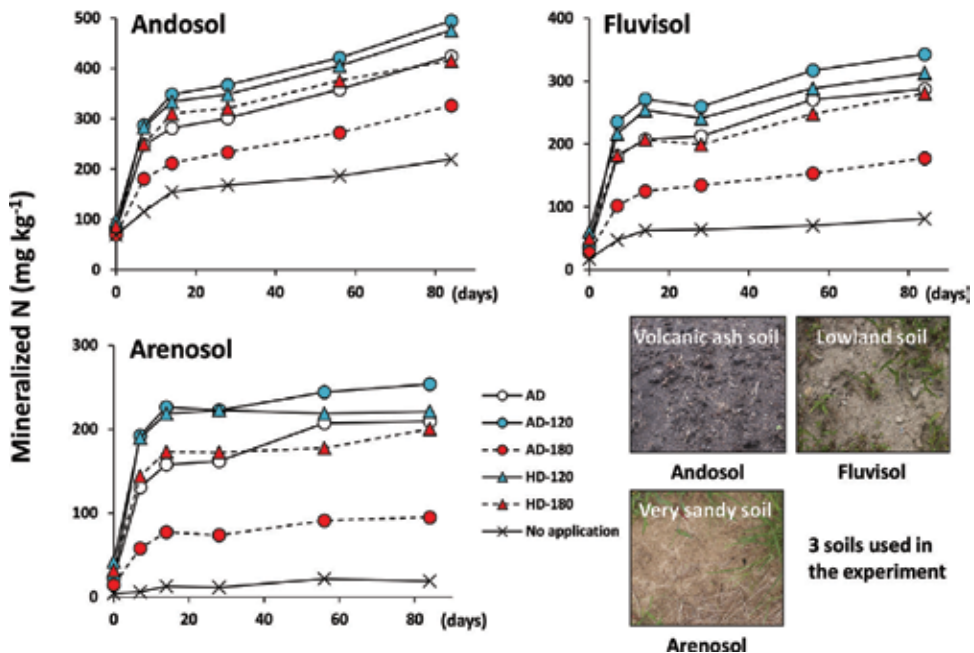 Mineralized N (mg kg⁻¹)
Andosol
500
400
300
200
100
0
0 20 40 60 80 (days)
Fluvisol
400
300
200
100
0
0 20 40 60 80 (days)
Arenosol
300
200
100
0
0 20 40 60 80 (days)
AD
AD-120
AD-180
HD-120
HD-180
No application
Volcanic ash soil
Lowland soil
Andosol
Fluvisol
Very sandy soil
3 soils used in
the experiment
Arenosol